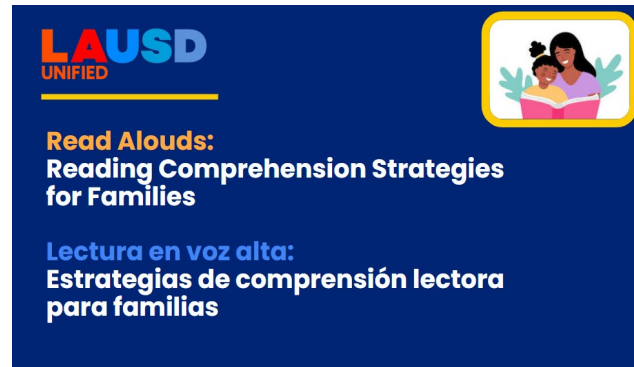 LAUSD
UNIFIED
Read Alouds:
Reading Comprehension Strategies
for Families
Lectura en voz alta:
Estrategias de comprensión lectora
para familias